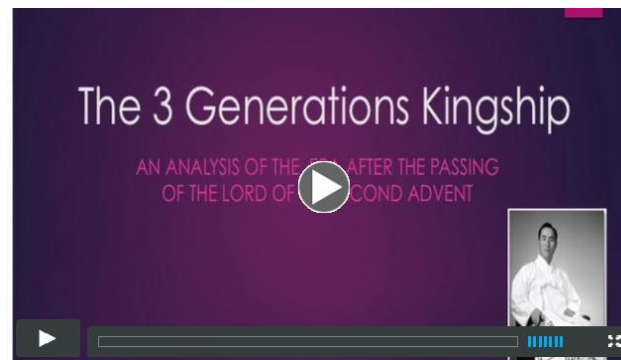 The 3 Generations Kingship
AN ANALYSIS OF THE AFTER THE PASSING
OF THE LORD OF ADVENT